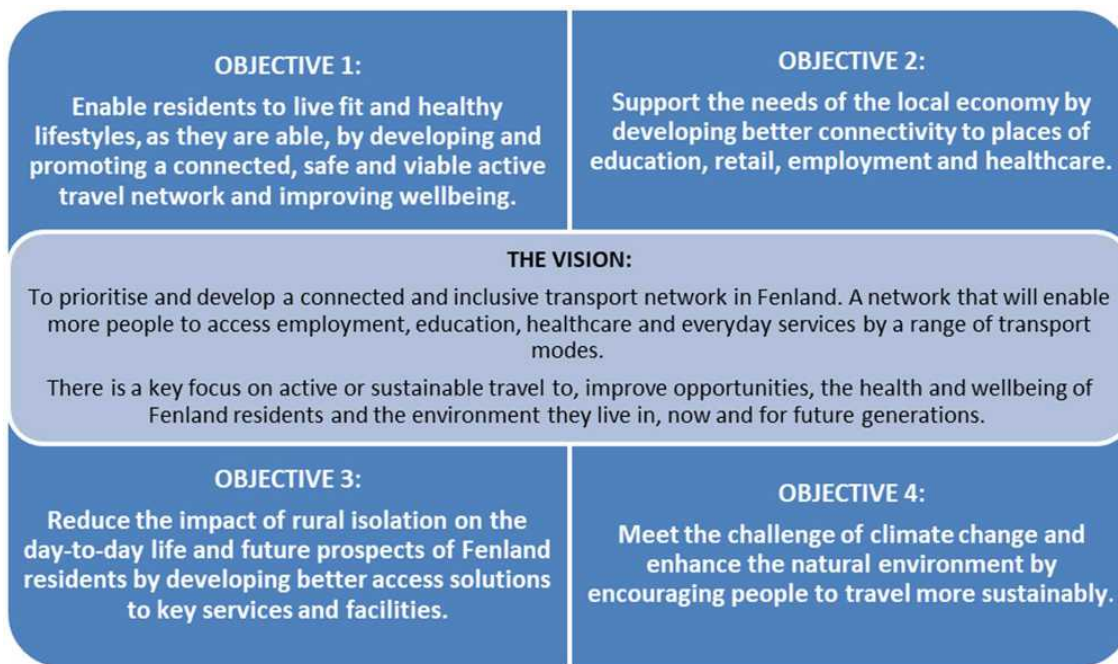 OBJECTIVE 1:
Enable residents to live fit and healthy
lifestyles, as they are able, by developing and
promoting a connected, safe and viable active
travel network and improving wellbeing.
OBJECTIVE 2:
Support the needs of the local economy by
developing better connectivity to places of
education, retail, employment and healthcare.
THE VISION:
To prioritise and develop a connected and inclusive transport network in Fenland. A network that will enable
more people to access employment, education, healthcare and everyday services by a range of transport
modes.
There is a key focus on active or sustainable travel to, improve opportunities, the health and wellbeing of
Fenland residents and the environment they live in, now and for future generations.
OBJECTIVE 3:
Reduce the impact of rural isolation on the
day-to-day life and future prospects of Fenland
residents by developing better access solutions
to key services and facilities.
OBJECTIVE 4:
Meet the challenge of climate change and
enhance the natural environment by
encouraging people to travel more sustainably.